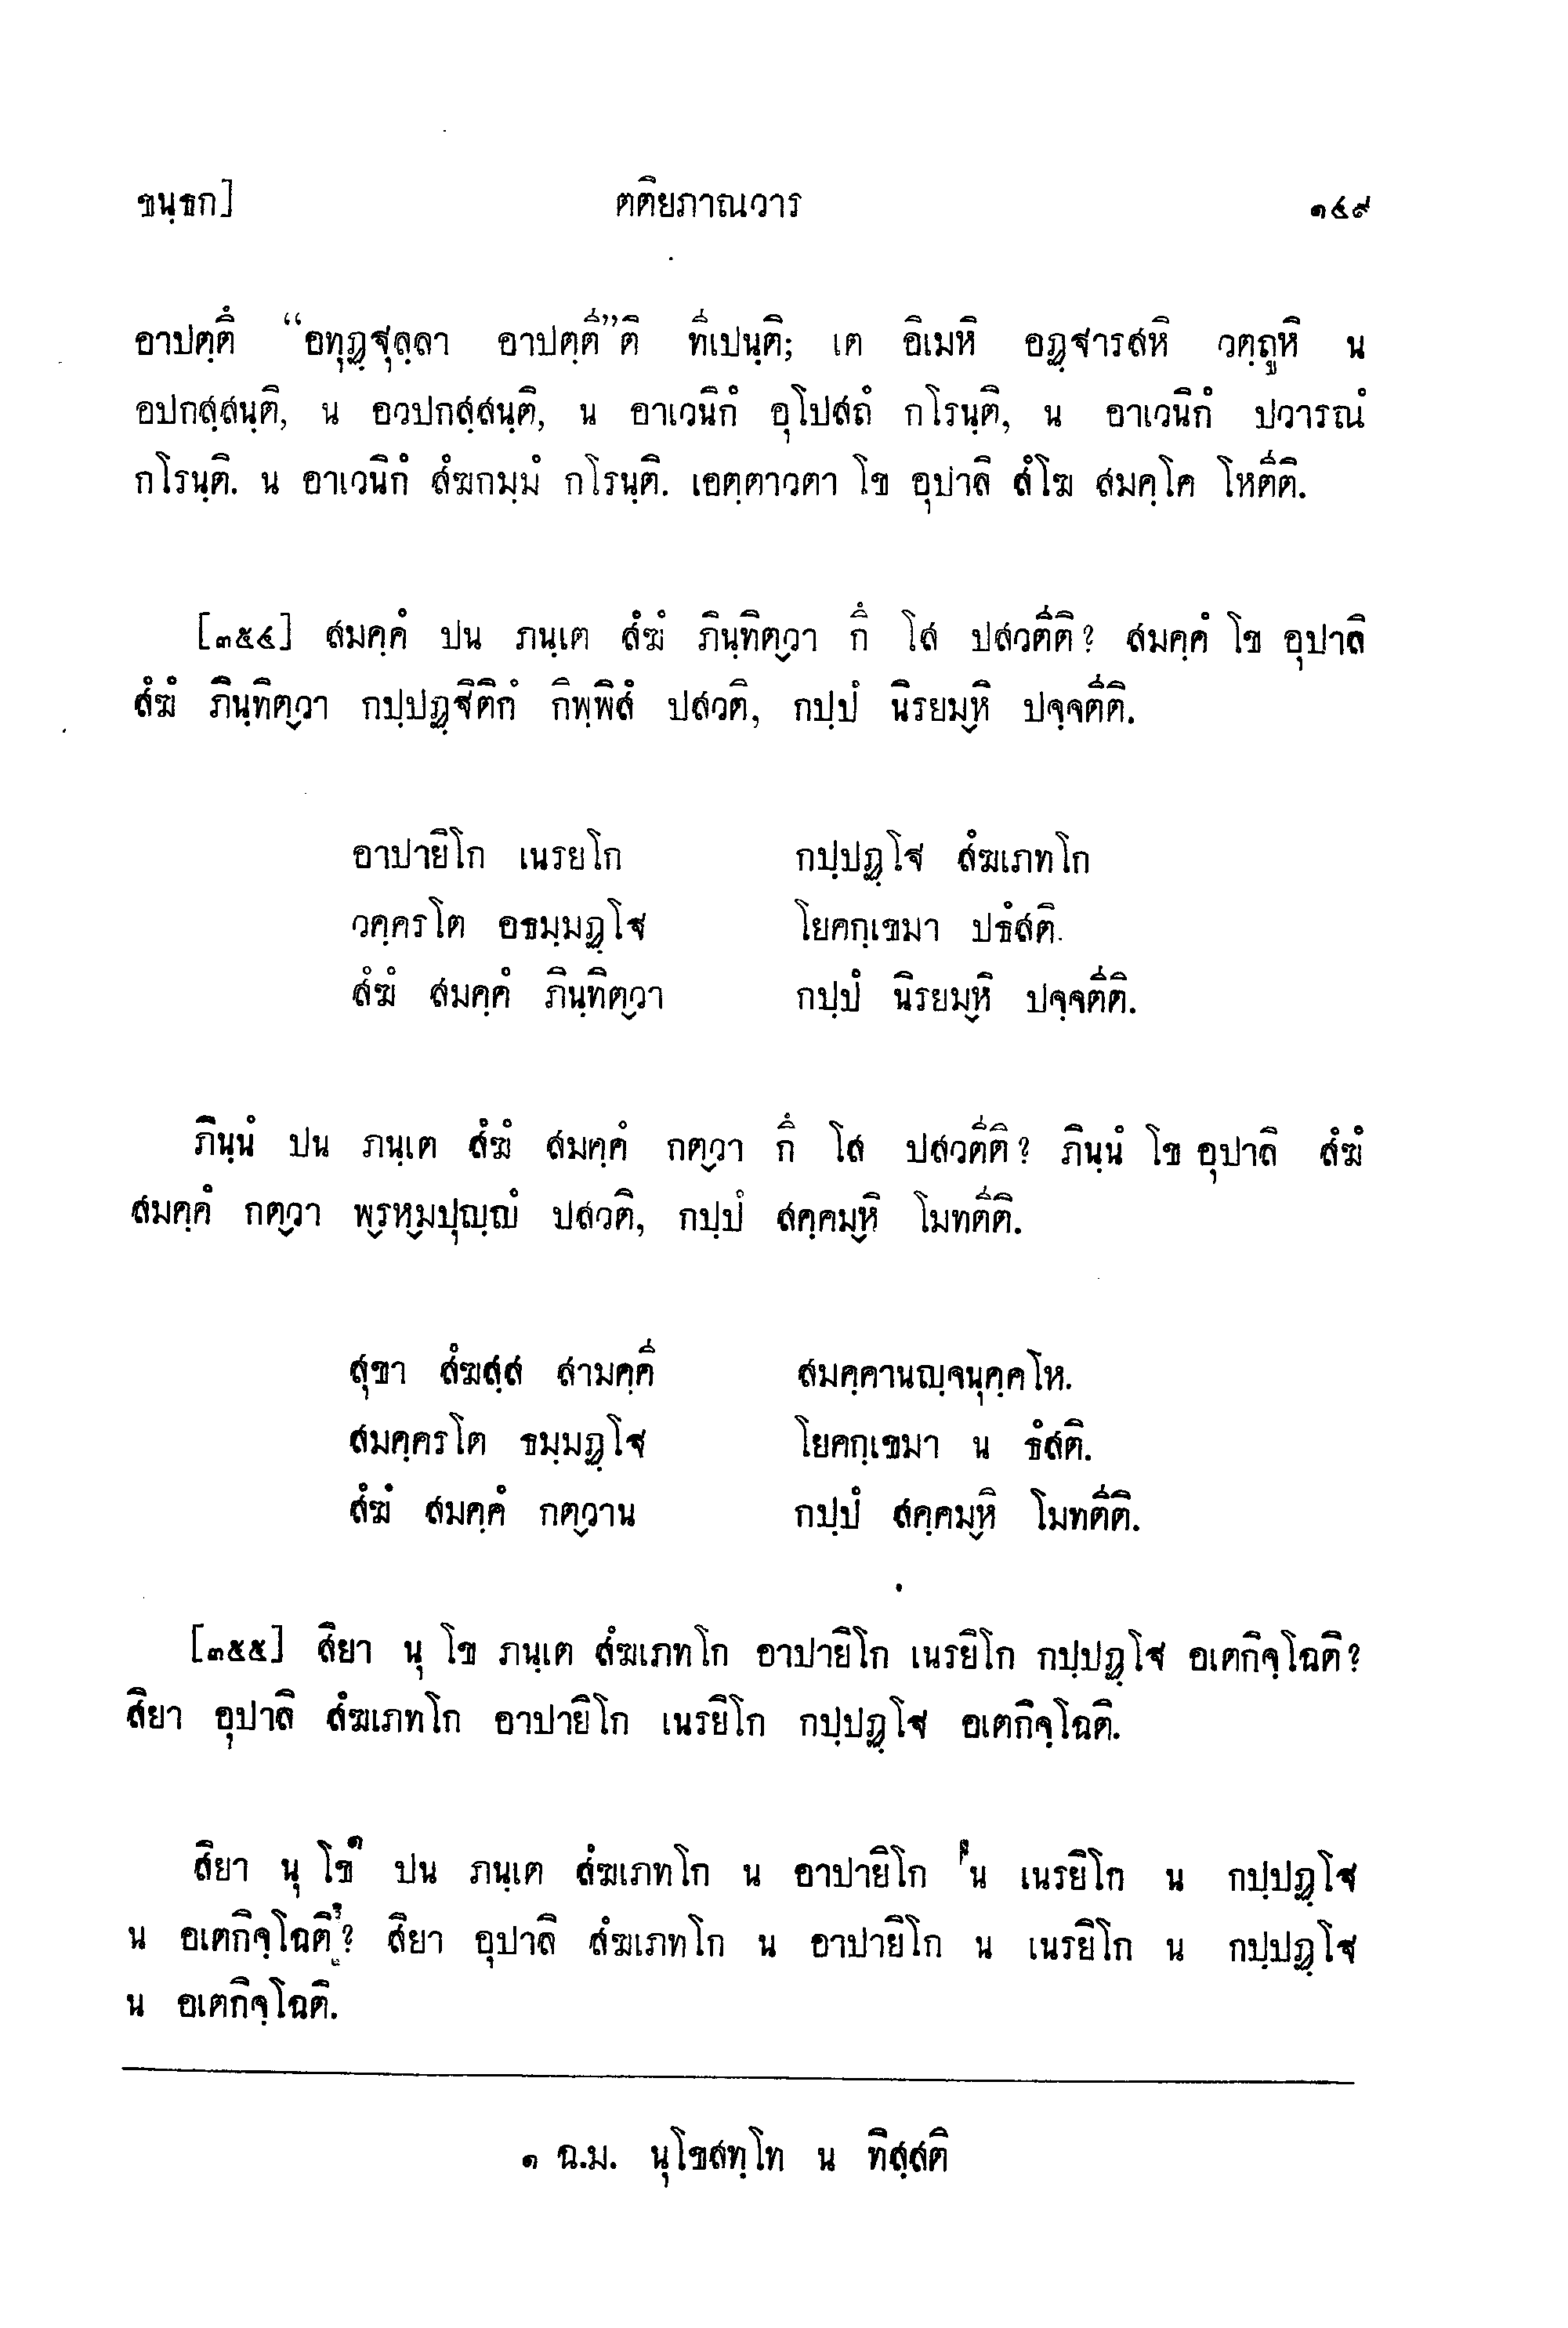 ขนฺธก] ตติยภาณวาร ๑๔๙
อาปตฺตึ “อทุฏฺฐุลฺลา อาปตฺตี”ติ ทีเปนฺติ; เต อิเมหิ อฏฺฐารสหิ วตฺถูหิ น
อปกสฺสนฺติ, น อวปกสฺสนฺติ, น อาเวนิกํ อุโปสถํ กโรนฺติ, น อาเวนิกํ ปวารณํ
กโรนฺติ. น อาเวนิกํ สํฆกมฺมํ กโรนฺติ. เอตฺตาวตา โข อุปาลิ สํโฆ สมคฺโค โหตีติ.
[๓๕๔] สมคฺคํ ปน ภนฺเต สํฆํ ภินฺทิตฺวา กึ โส ปสวตีติ? สมคฺคํ โข อุปาลิ
สํฆํ ภินฺทิตฺวา กปฺปฏฺฐิติกํ กิพฺพิสํ ปสวติ, กปฺปํ นิรยมฺหิ ปจฺจตีติ.
อาปายิโก เนรยโก กปฺปฏฺโฐ สํฆเภทโก
วคฺครโต อธมฺมฏฺโฐ โยคกฺเขมา ปธํสติ.
สํฆํ สมคฺคํ ภินฺทิตฺวา กปฺปํ นิรยมฺหิ ปจฺจตีติ.
ภินฺนํ ปน ภนฺเต สํฆํ สมคฺคํ กตฺวา กึ โส ปสวตีติ? ภินฺนํ โข อุปาลิ สํฆํ
สมคฺคํ กตฺวา พฺรหฺมปุญฺญํ ปสวติ, กปฺปํ สคฺคมฺหิ โมทตีติ.
สุขา สํฆสฺส สามคฺคี สมคฺคานญฺจนุคฺคโห.
สมคฺครโต ธมฺมฏฺโฐ โยคกฺเขมา น ธํสติ.
สํฆํ สมคฺคํ กตฺวาน กปฺปํ สคฺคมฺหิ โมทตีติ.
[๓๕๕] สิยา นุ โข ภนฺเต สํฆเภทโก อาปายิโก เนรยิโก กปฺปฏฺโฐ อเตกิจฺโฉติ?
สิยา อุปาลิ สํฆเภทโก อาปายิโก เนรยิโก กปฺปฏฺโฐ อเตกิจฺโฉติ.
สิยา นุ โข๑ ปน ภนฺเต สํฆเภทโก น อาปายิโก น เนรยิโก น กปฺปฏฺโฐ
น อเตกิจฺโฉติ? สิยา อุปาลิ สํฆเภทโก น อาปายิโก น เนรยิโก น กปฺปฏฺโฐ
น อเตกิจฺโฉติ.
๑ ฉ.ม. นุโขสทฺโท น ทิสฺสติ